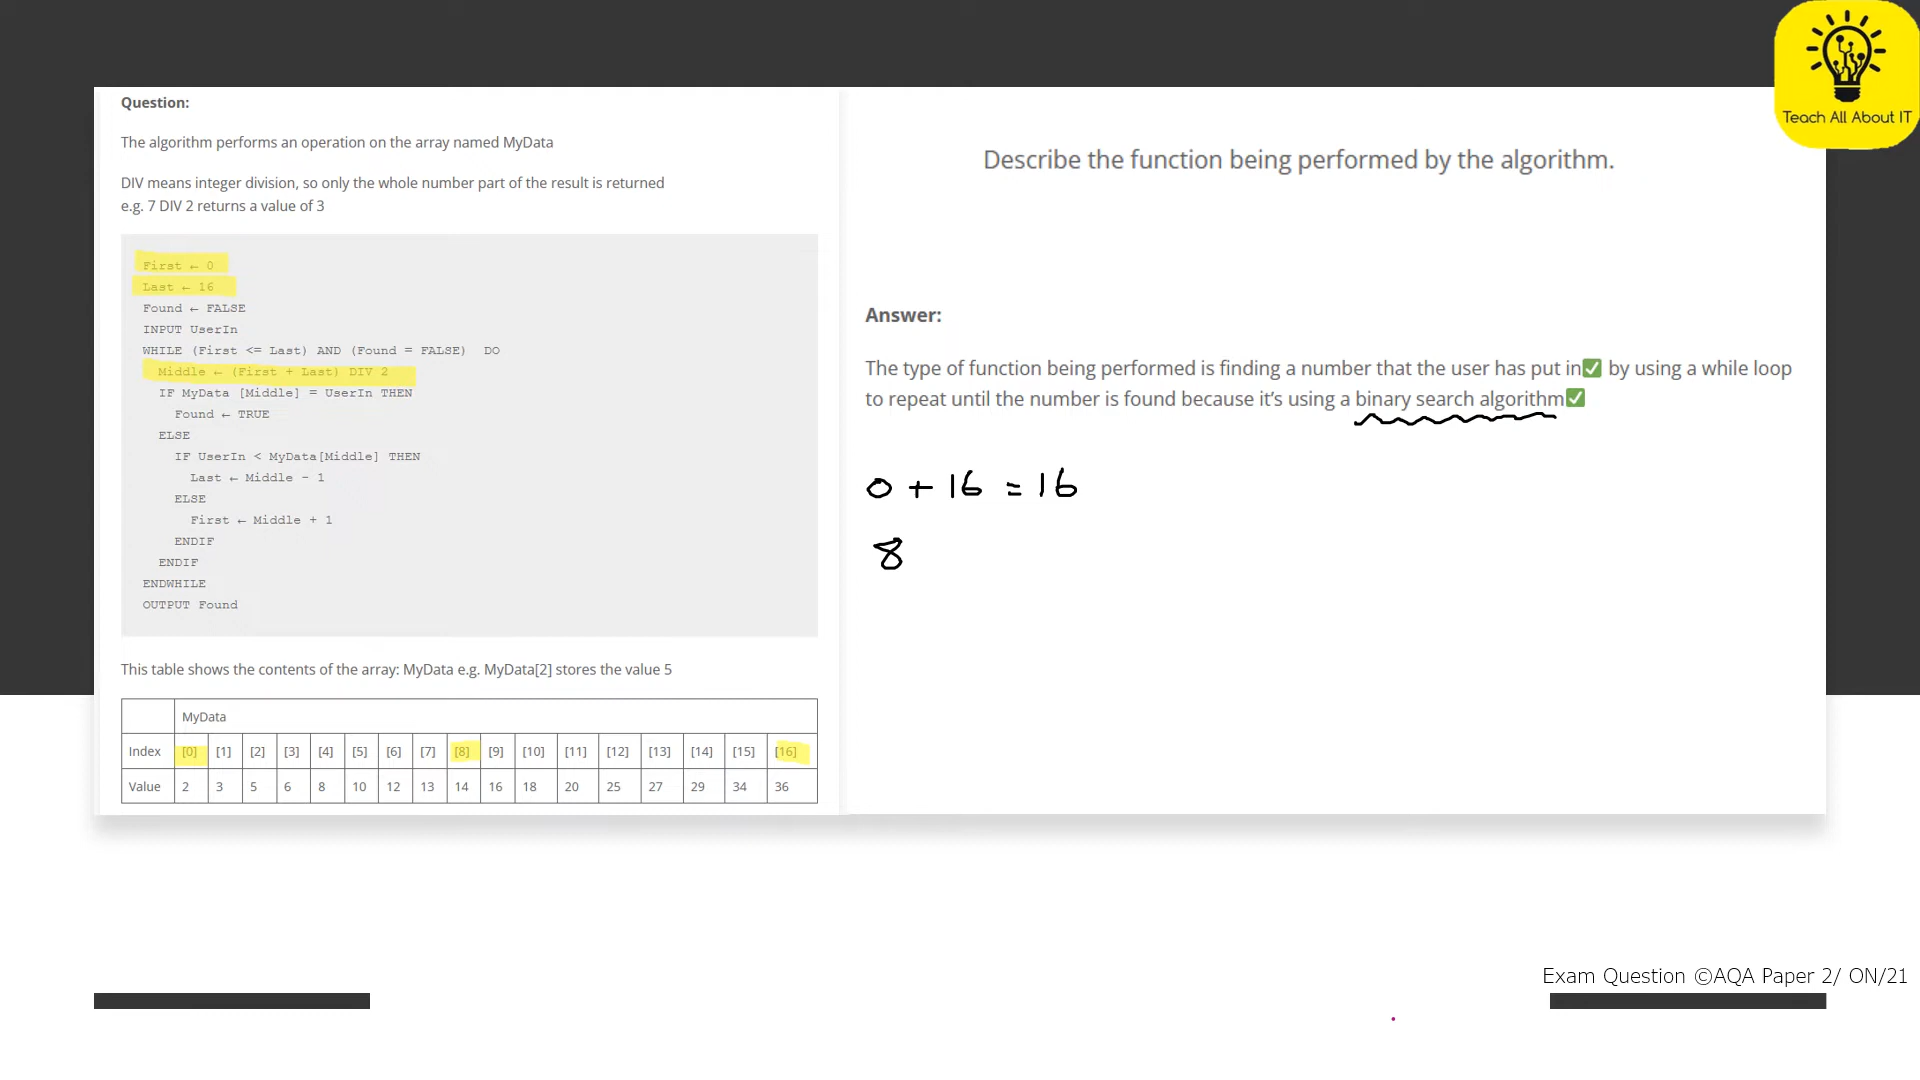 Teach All About IT
Question:
The algorithm performs an operation on the array named MyData
DIV means integer division, so only the whole number part of the result is returned
e.g. 7 DIV 2 returns a value of 3
First ← 0
Last ← 16
Found ← FALSE
INPUT UserIn
WHILE (First <= Last) AND (Found = FALSE)  DO
Middle ← (First + Last) DIV 2
IF MyData [Middle] = UserIn THEN
Found ← TRUE
ELSE
IF UserIn < MyData[Middle] THEN
Last ← Middle - 1
ELSE
First ← Middle + 1
ENDIF
ENDIF
ENDWHILE
OUTPUT Found
This table shows the contents of the array: MyData e.g. MyData[2] stores the value 5
MyData
Index [0] [1] [2] [3] [4] [5] [6] [7] [8] [9] [10] [11] [12] [13] [14] [15] [16]
Value 2 3 5 6 8 10 12 13 14 16 18 20 25 27 29 34 36
Describe the function being performed by the algorithm.
Answer:
The type of function being performed is finding a number that the user has put in✅ by using a while loop
to repeat until the number is found because it’s using a binary search algorithm✅
0 + 16 = 16
8
Exam Question ©AQA Paper 2/ ON/21